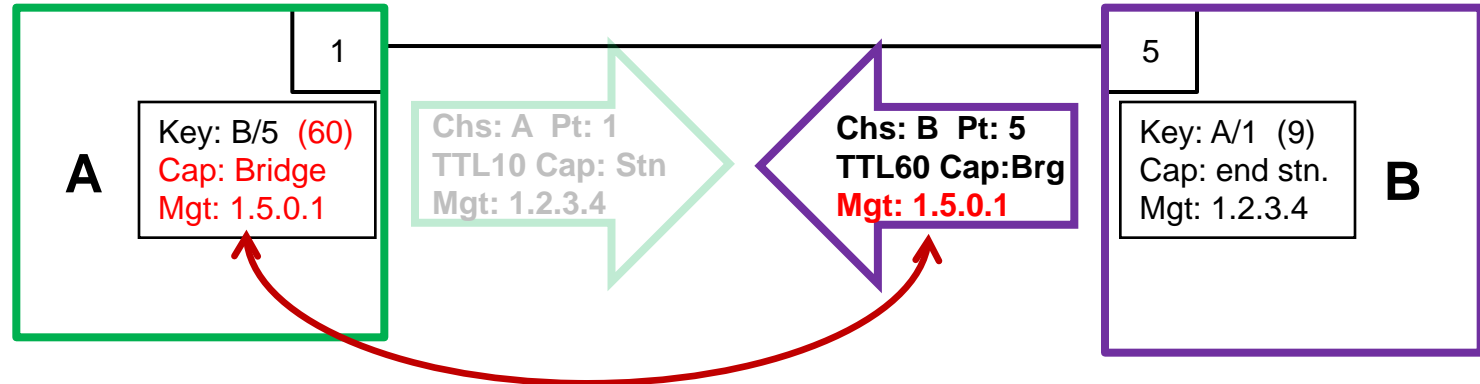 1
A
Key: B/5 (60)
Cap: Bridge
Mgt: 1.5.0.1
Chs: A Pt: 1
TTL10 Cap: Stn
Mgt: 1.2.3.4
Chs: B Pt: 5
TTL60 Cap:Brg
Mgt: 1.5.0.1
5
Key: A/1 (9)
Cap: end stn.
Mgt: 1.2.3.4
B